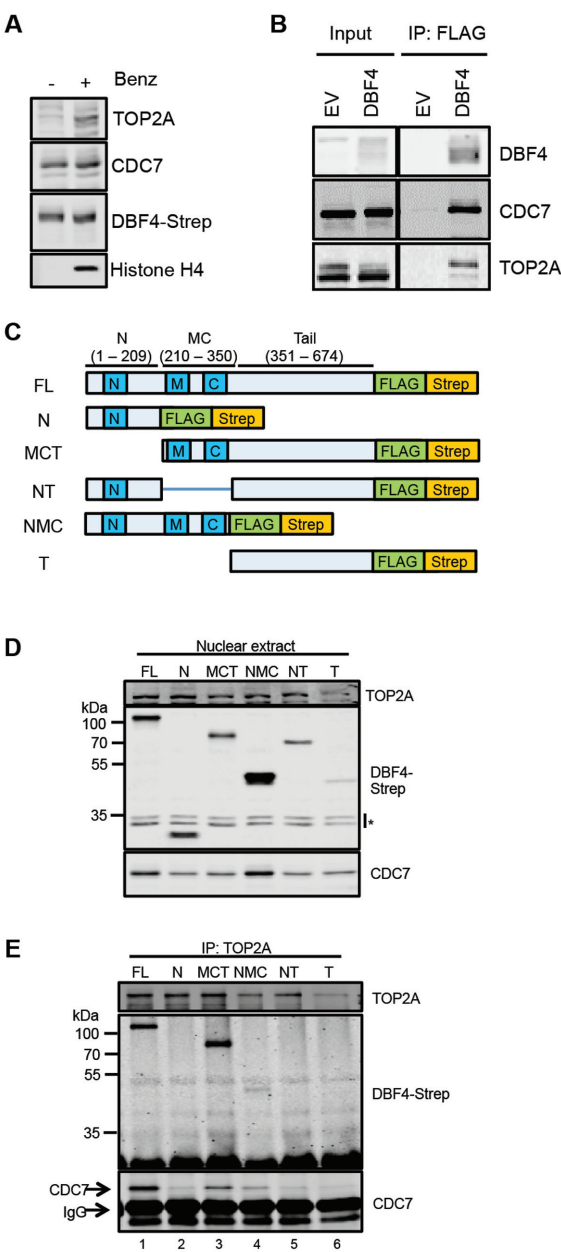 A
- + Benz
TOP2A
CDC7
DBF4-Strep
Histone H4
B
Input IP: FLAG
EV DBF4 EV DBF4
DBF4
CDC7
TOP2A
C
N MC Tail
(1 – 209) (210 – 350) (351 – 674)
FL N M C FLAG Strep
N N FLAG Strep
MCT M C FLAG Strep
NT N FLAG Strep
NMC N M C FLAG Strep
T FLAG Strep
D
Nuclear extract
FL N MCT NMC NT T
TOP2A
kDa
100
70
55
35
DBF4-
Strep
*
CDC7
E
IP: TOP2A
FL N MCT NMC NT T
TOP2A
kDa
100
70
55
35
DBF4-Strep
CDC7
IgG
CDC7
1 2 3 4 5 6